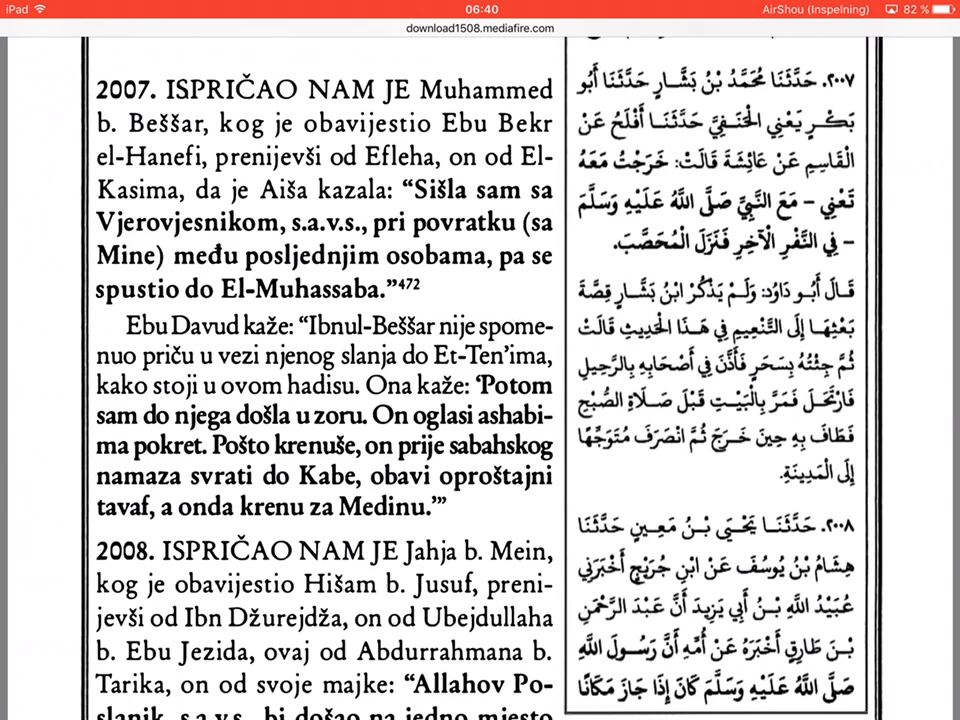 iPad 06:40 AirShou (Inspelning) 82 %
download1508.mediafire.com
2007. ISPRIČAO NAM JE Muhammed
b. Beššar, kog je obavijestio Ebu Bekr
el-Hanefi, prenijevši od Efleha, on od El-
Kasima, da je Aiša kazala: “Sišla sam sa
Vjerovjesnikom, s.a.v.s., pri povratku (sa
Mine) među posljednjim osobama, pa se
spustio do El-Muhassaba.”472
Ebu Davud kaže: “Ibnul-Beššar nije spome-
nuo priču u vezi njenog slanja do Et-Ten’ima,
kako stoji u ovom hadisu. Ona kaže: ‘Potom
sam do njega došla u zoru. On oglasi ashabi-
ma pokret. Pošto krenuše, on prije sabahskog
namaza svrati do Kabe, obavi oproštajni
tavaf, a onda krenu za Medinu.’”
2008. ISPRIČAO NAM JE Jahja b. Mein,
kog je obavijestio Hišam b. Jusuf, preni-
jevši od Ibn Džurejdža, on od Ubejdullaha
b. Ebu Jezida, ovaj od Abdurrahmana b.
Tarika, on od svoje majke: “Allahov Po-
slanik, s.a.v.s., bi došao na jedno mjesto
٢٠٠٧. حَدَّثَنَا مُحَمَّدُ بْنُ بَشَّارٍ حَدَّثَنَا أَبُو
بَكْرٍ يَعْنِي الْحَنَفِيَّ حَدَّثَنَا أَفْلَحُ عَنْ
الْقَاسِمِ عَنْ عَائِشَةَ قَالَتْ: خَرَجْتُ مَعَهُ
تَعْنِي – مَعَ النَّبِيِّ صَلَّى اللَّهُ عَلَيْهِ وَسَلَّمَ
– فِي النَّفْرِ الْآخِرِ فَنَزَلَ الْمُحَصَّبَ.
قَالَ أَبُو دَاوُد: وَلَمْ يَذْكُرْ ابْنُ بَشَّارٍ قِصَّةَ
بَعْثِهَا إِلَى التَّنْعِيمِ فِي هَذَا الْحَدِيثِ قَالَتْ
ثُمَّ جِئْتُهُ بِسَحَرٍ فَأَذَّنَ فِي أَصْحَابِهِ بِالرَّحِيلِ
فَارْتَحَلَ فَمَرَّ بِالْبَيْتِ قَبْلَ صَلَاةِ الصُّبْحِ
فَطَافَ بِهِ حِينَ خَرَجَ ثُمَّ انْصَرَفَ مُتَوَجِّهًا
إِلَى الْمَدِينَةِ.
٢٠٠٨. حَدَّثَنَا يَحْيَى بْنُ مَعِينٍ حَدَّثَنَا
هِشَامُ بْنُ يُوسُفَ عَنْ ابْنِ جُرَيْجٍ أَخْبَرَنِي
عُبَيْدُ اللَّهِ بْنُ أَبِي يَزِيدَ أَنَّ عَبْدَ الرَّحْمَنِ
بْنَ طَارِقٍ أَخْبَرَهُ عَنْ أُمِّهِ أَنَّ رَسُولَ اللَّهِ
صَلَّى اللَّهُ عَلَيْهِ وَسَلَّمَ كَانَ إِذَا جَازَ مَكَانًا